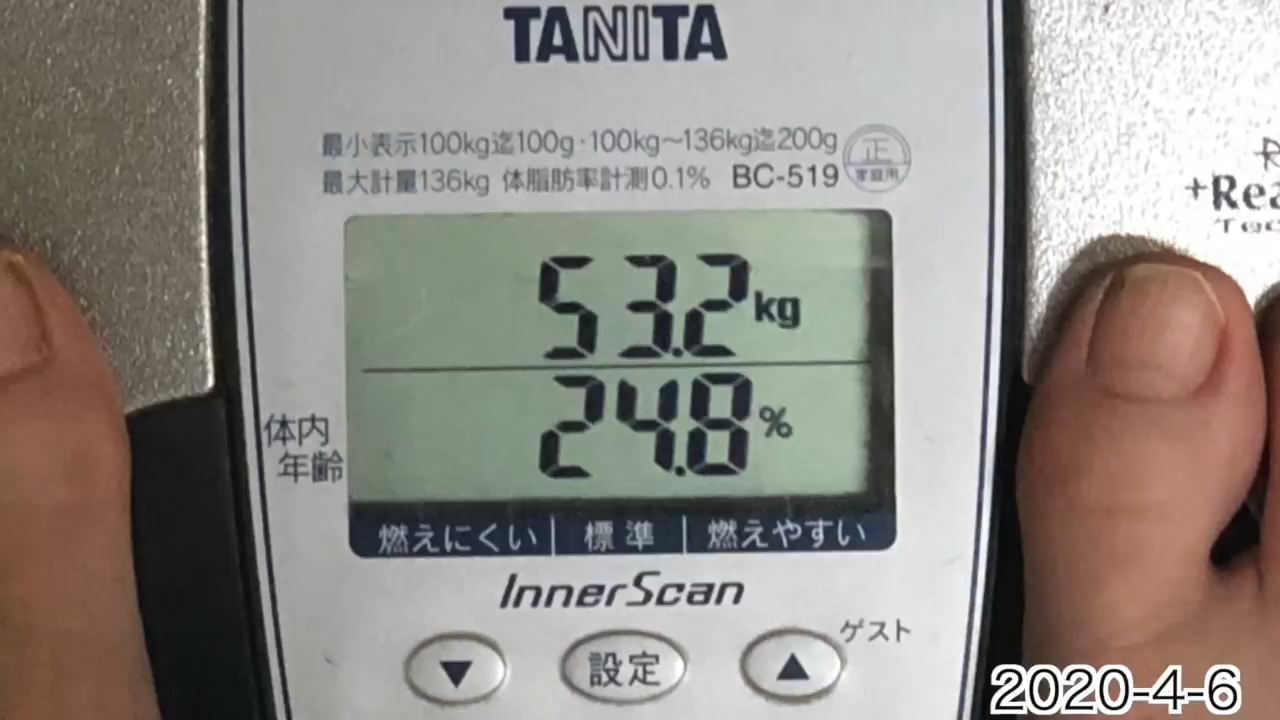 TANITA
最小表示100kg迄100g·100kg~136kg迄200g
最大計量136kg 体脂肪率計測0.1% BC-519
正
家庭用
+Rea
53.2kg
24.8%
体内
年齢
燃えにくい 標準 燃えやすい
InnerScan
ゲスト
▼ 設定 ▲
2020-4-6